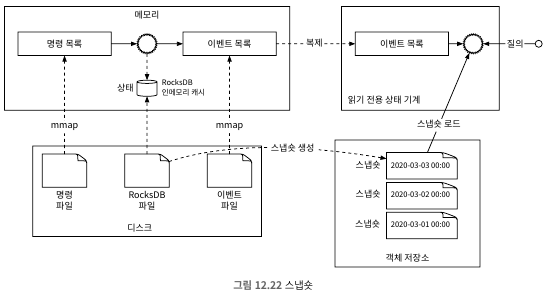 메모리
명령 목록
이벤트 목록
복제
이벤트 목록
질의
상태
RocksDB
인메모리 캐시
읽기 전용 상태 기계
mmap
mmap
스냅숏 로드
스냅숏 생성
명령
파일
RocksDB
파일
이벤트
파일
디스크
스냅숏
2020-03-03 00:00
스냅숏
2020-03-02 00:00
스냅숏
2020-03-01 00:00
객체 저장소
그림 12.22 스냅숏